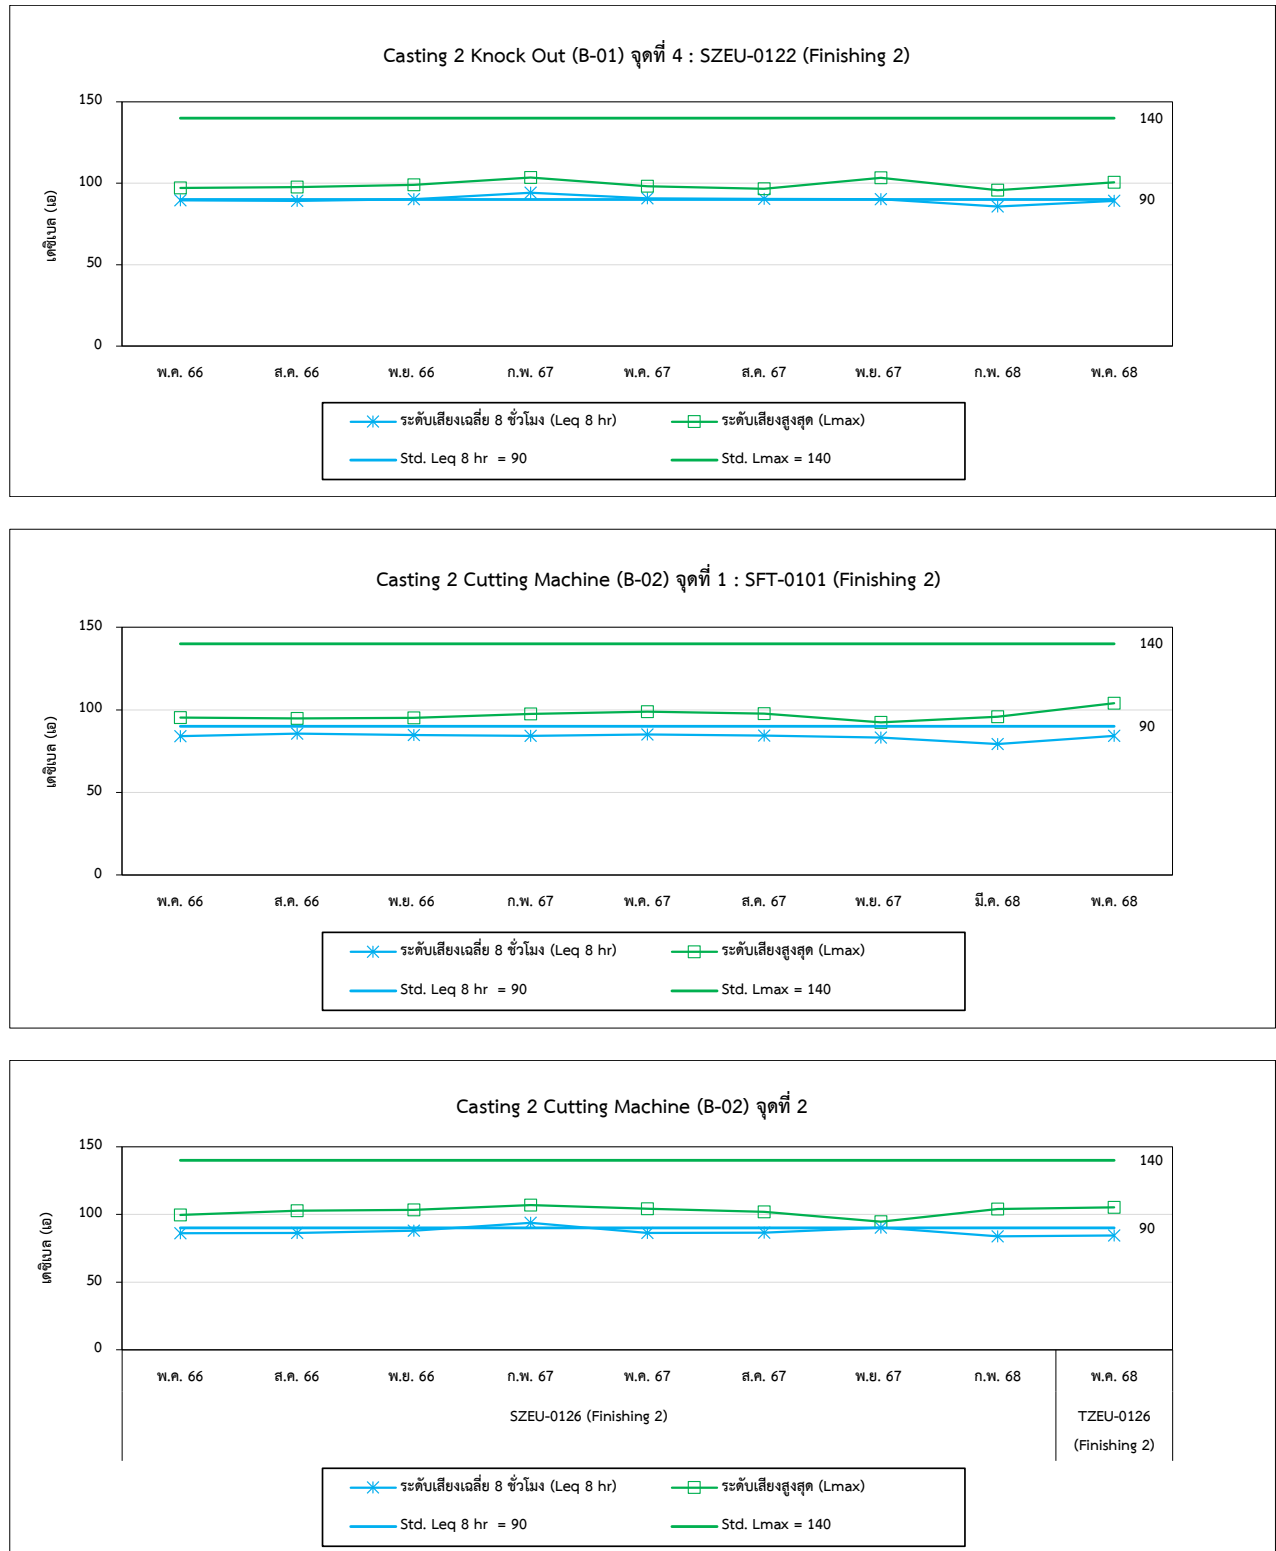 Casting 2 Knock Out (B-01) จุดที่ 4 : SZEU-0122 (Finishing 2)
150
140
100
90
50
0
เดซิเบล (เอ)
พ.ค. 66 ส.ค. 66 พ.ย. 66 ก.พ. 67 พ.ค. 67 ส.ค. 67 พ.ย. 67 ก.พ. 68 พ.ค. 68
ระดับเสียงเฉลี่ย 8 ชั่วโมง (Leq 8 hr) ระดับเสียงสูงสุด (Lmax)
Std. Leq 8 hr = 90 Std. Lmax = 140
Casting 2 Cutting Machine (B-02) จุดที่ 1 : SFT-0101 (Finishing 2)
150
140
100
90
50
0
เดซิเบล (เอ)
พ.ค. 66 ส.ค. 66 พ.ย. 66 ก.พ. 67 พ.ค. 67 ส.ค. 67 พ.ย. 67 มี.ค. 68 พ.ค. 68
ระดับเสียงเฉลี่ย 8 ชั่วโมง (Leq 8 hr) ระดับเสียงสูงสุด (Lmax)
Std. Leq 8 hr = 90 Std. Lmax = 140
Casting 2 Cutting Machine (B-02) จุดที่ 2
150
140
100
90
50
0
เดซิเบล (เอ)
พ.ค. 66 ส.ค. 66 พ.ย. 66 ก.พ. 67 พ.ค. 67 ส.ค. 67 พ.ย. 67 ก.พ. 68 พ.ค. 68
SZEU-0126 (Finishing 2) TZEU-0126
(Finishing 2)
ระดับเสียงเฉลี่ย 8 ชั่วโมง (Leq 8 hr) ระดับเสียงสูงสุด (Lmax)
Std. Leq 8 hr = 90 Std. Lmax = 140